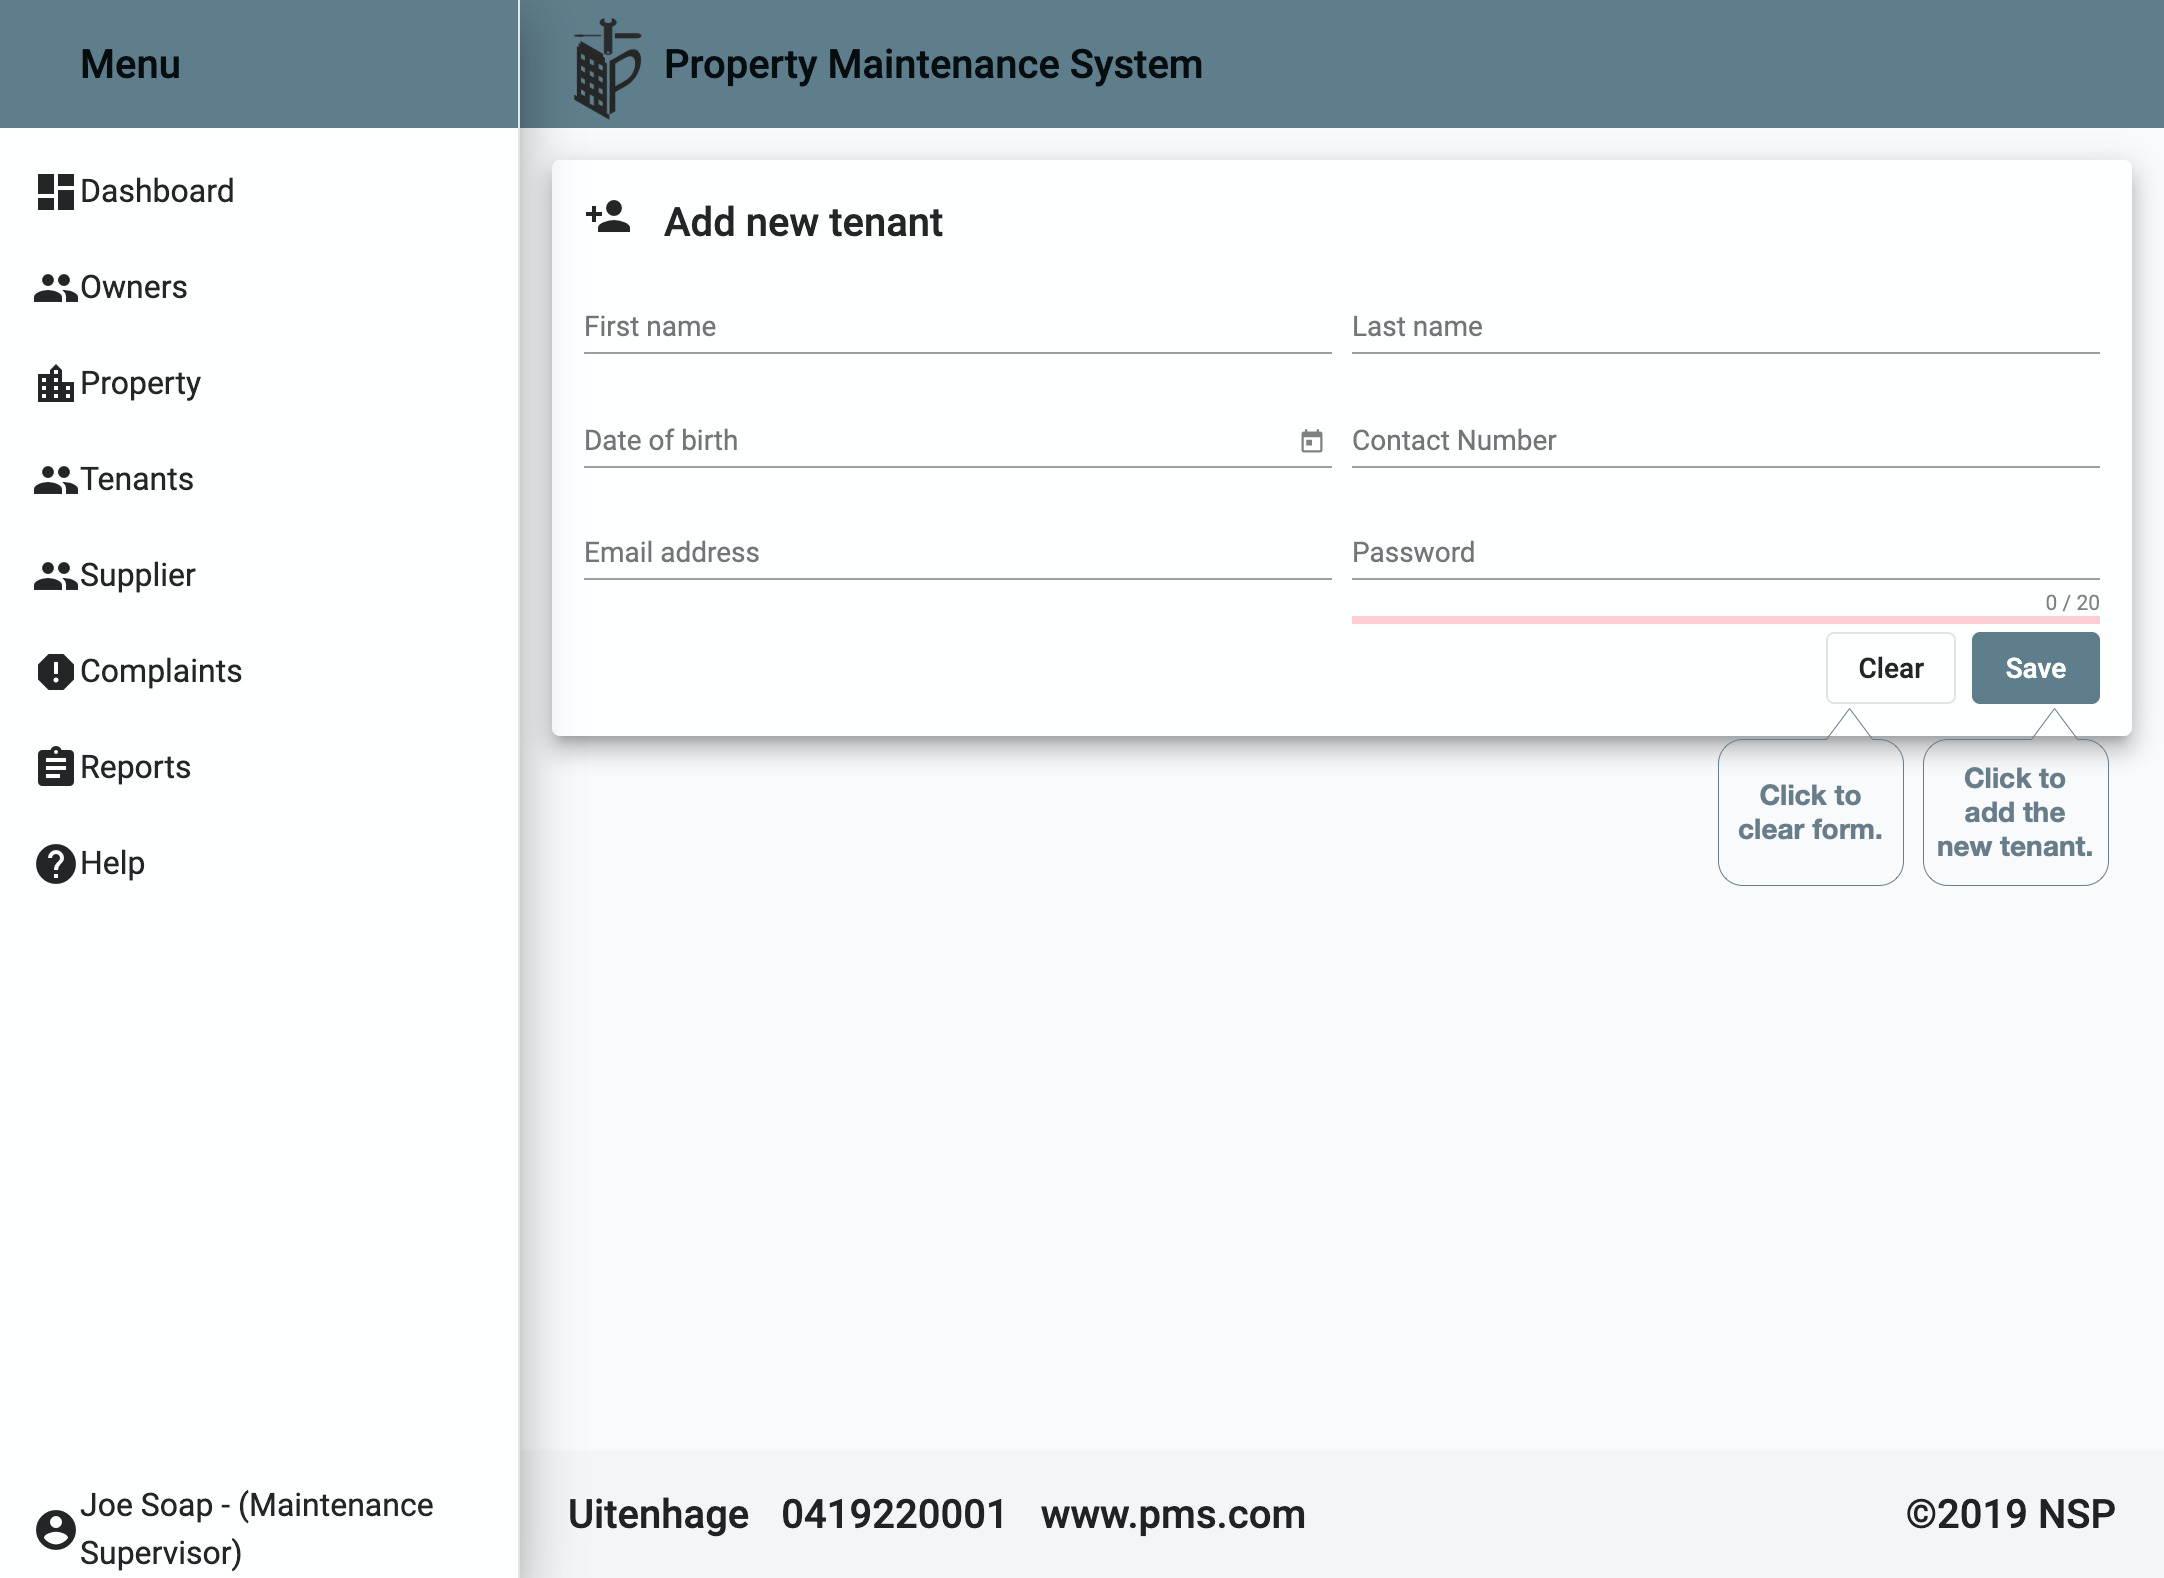 Menu
Property Maintenance System
Dashboard
Owners
Property
Tenants
Supplier
Complaints
Reports
Help
Joe Soap - (Maintenance
Supervisor)
Add new tenant
First name
Last name
Date of birth
Contact Number
Email address
Password
0 / 20
Clear
Save
Click to
clear form.
Click to
add the
new tenant.
Uitenhage 0419220001 www.pms.com
©2019 NSP